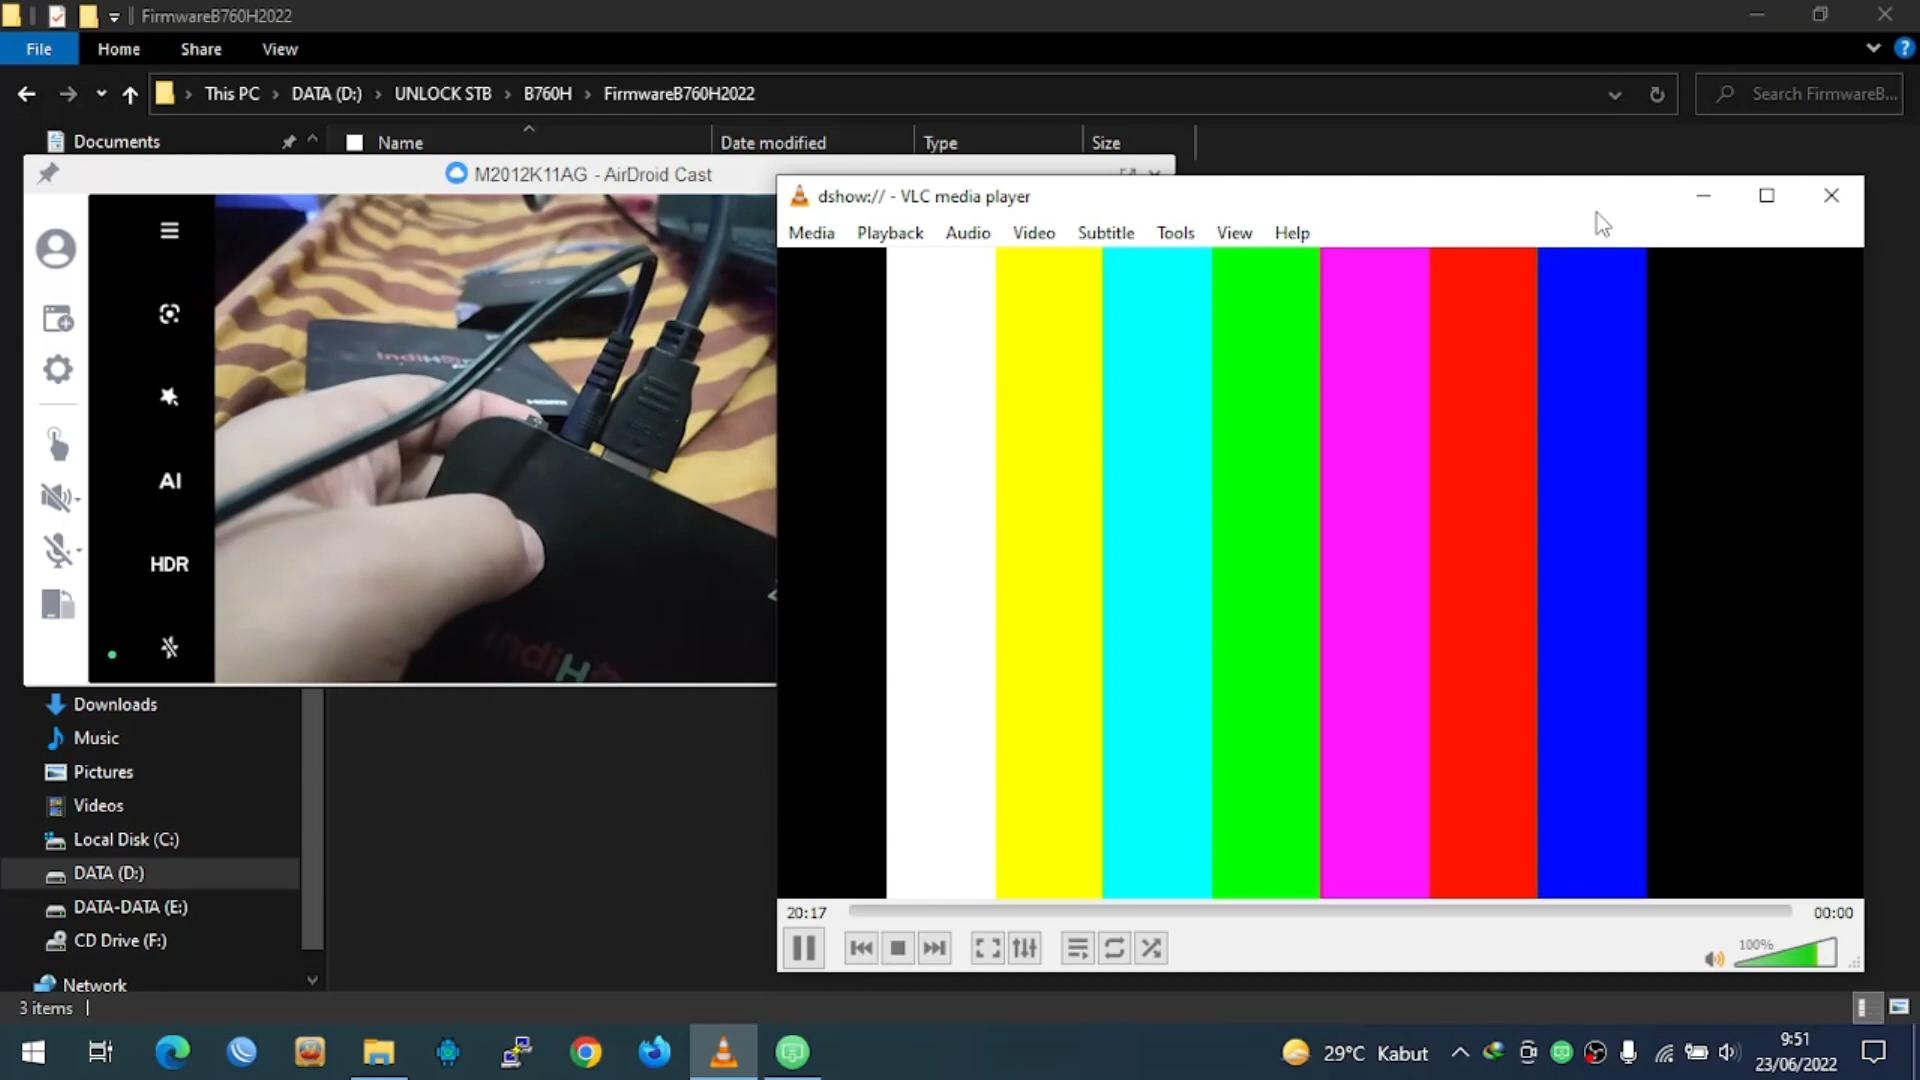 FirmwareB760H2022
File
Home
Share
View
This PC
DATA (D:)
UNLOCK STB
B760H
FirmwareB760H2022
Search FirmwareB...
Documents
Name
Date modified
Type
Size
M2012K11AG - AirDroid Cast
AI
HDR
IndiH
HDMI
IndiH
dshow:// - VLC media player
Media
Playback
Audio
Video
Subtitle
Tools
View
Help
20:17
00:00
100%
Downloads
Music
Pictures
Videos
Local Disk (C:)
DATA (D:)
DATA-DATA (E:)
CD Drive (F:)
Network
3 items
29°C Kabut
9:51
23/06/2022